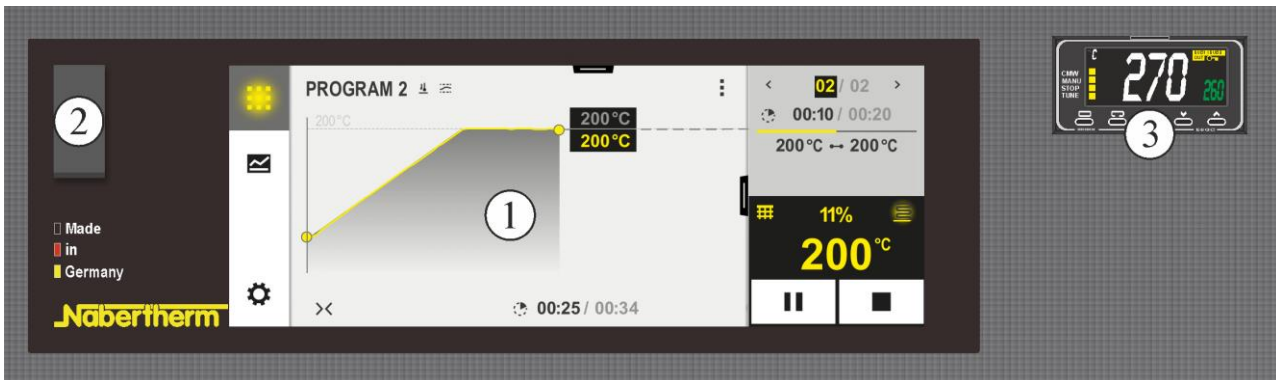 2
Made
in
Germany
Nabertherm
PROGRAM 2
200°C
200°C
200°C
1
00:25 / 00:34
02 / 02
00:10 / 00:20
200°C ↔ 200°C
11%
200°C
C
270
260
CMW
MANU
STOP
TUNE
3